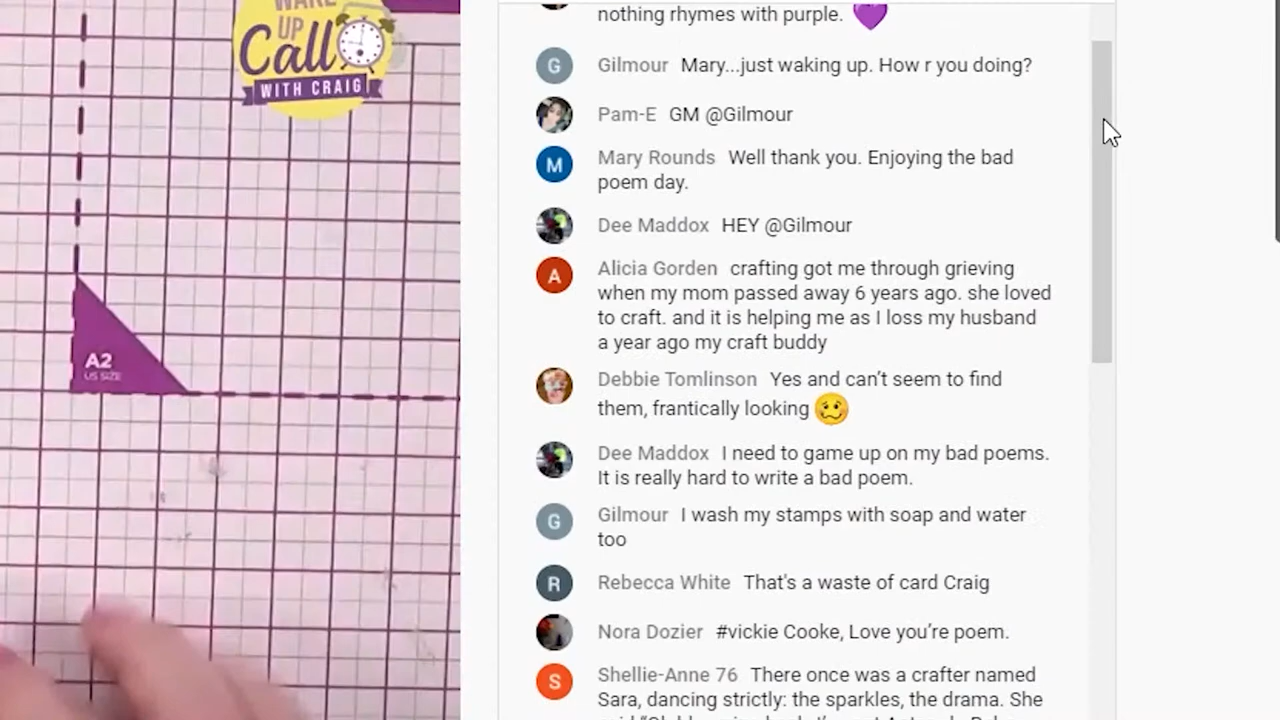 WAKE
UP
Call
WITH CRAIG
A2
US SIZE
nothing rhymes with purple. 💜
G Gilmour Mary...just waking up. How r you doing?
Pam-E GM @Gilmour
M Mary Rounds Well thank you. Enjoying the bad
poem day.
Dee Maddox HEY @Gilmour
A Alicia Gorden crafting got me through grieving
when my mom passed away 6 years ago. she loved
to craft. and it is helping me as I loss my husband
a year ago my craft buddy
Debbie Tomlinson Yes and can't seem to find
them, frantically looking 🥴
Dee Maddox I need to game up on my bad poems.
It is really hard to write a bad poem.
G Gilmour I wash my stamps with soap and water
too
R Rebecca White That's a waste of card Craig
Nora Dozier #vickie Cooke, Love you're poem.
S Shellie-Anne 76 There once was a crafter named
Sara, dancing strictly: the sparkles, the drama. She